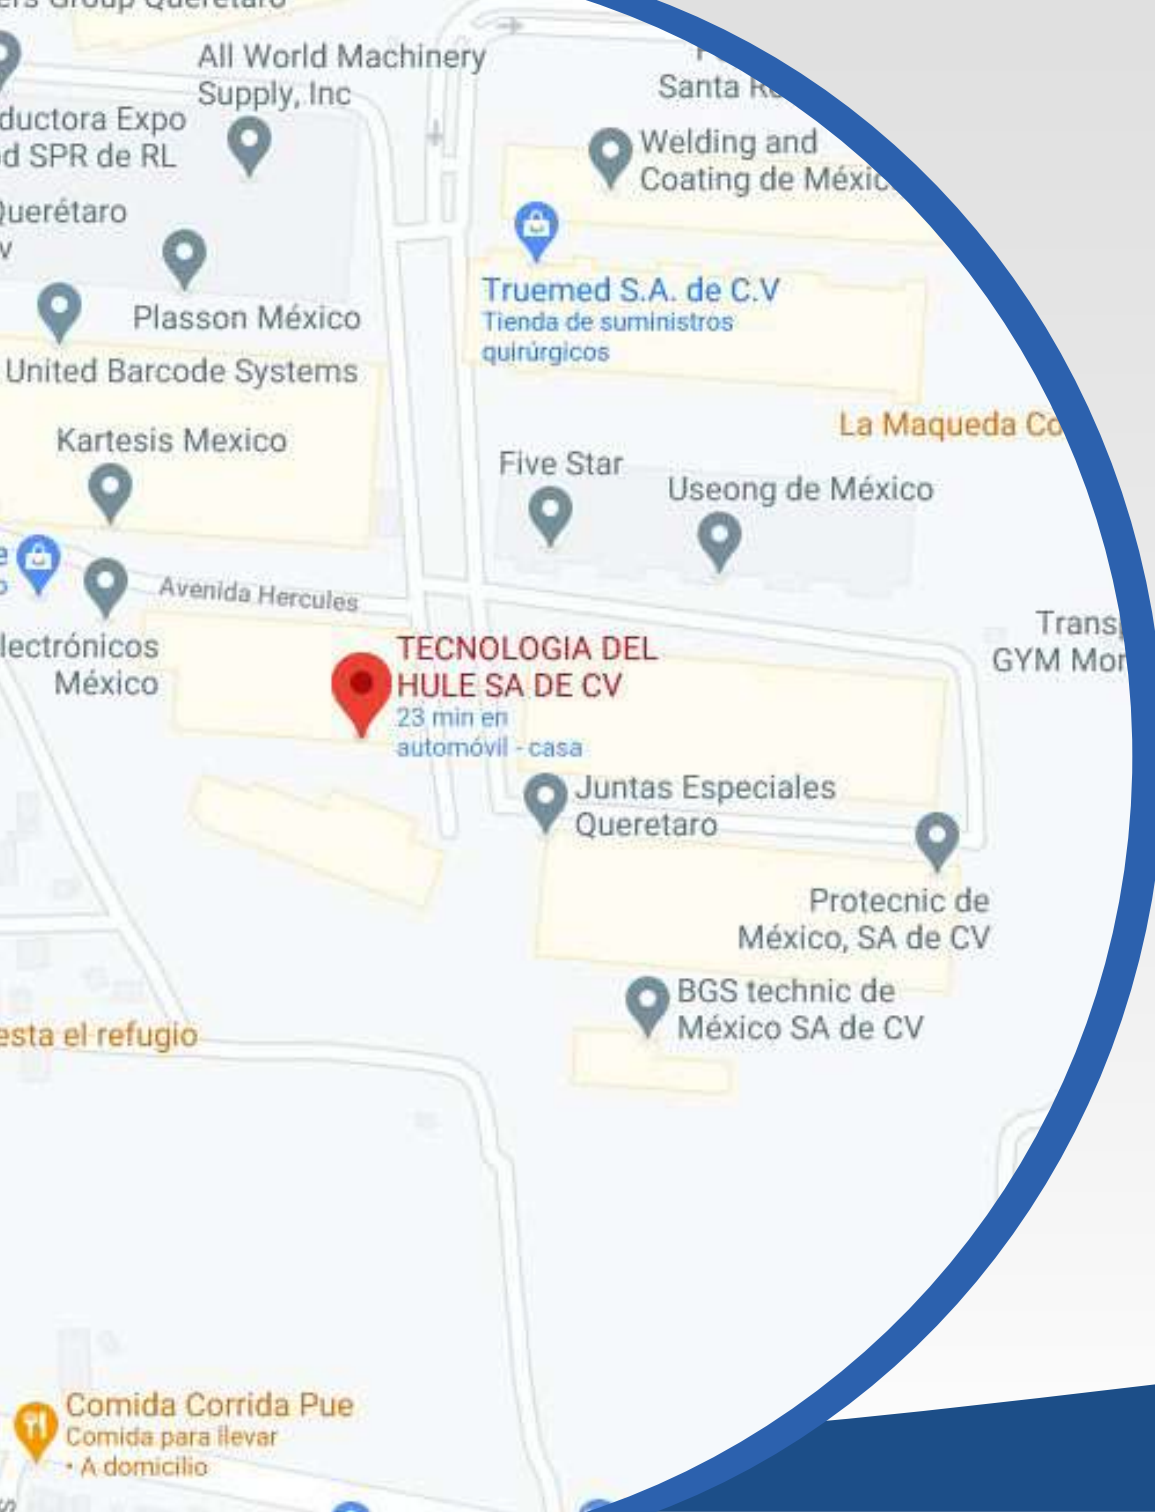 Group Querétaro
All World Machinery
Supply, Inc
Santa
ductora Expo
d SPR de RL
Welding and
Coating de Méxic
Querétaro
v
Truemed S.A. de C.V
Tienda de suministros
quirúrgicos
Plasson México
United Barcode Systems
La Maqueda Co
Kartesis Mexico
Five Star
Useong de México
e
Avenida Hercules
Trans
GYM Mor
lectrónicos
México
TECNOLOGIA DEL
HULE SA DE CV
23 min en
automóvil - casa
Juntas Especiales
Queretaro
Protecnic de
México, SA de CV
BGS technic de
México SA de CV
esta el refugio
Comida Corrida Pue
Comida para llevar
• A domicilio